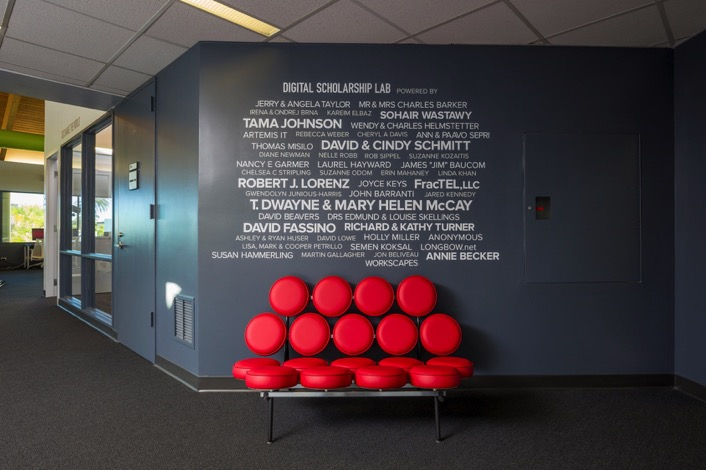 DIGITAL SCHOLARSHIP LAB POWERED BY
JERRY & ANGELA TAYLOR MR & MRS CHARLES BARKER
IRENA & ONDREJ BRNA KAREIM ELBAZ SOHAIR WASTAWY
TAMA JOHNSON WENDY & CHARLES HELMSTETTER
ARTEMIS IT REBECCA WEBER CHERYL A DAVIS ANN & PAAVO SEPRI
THOMAS MISILO DAVID & CINDY SCHMITT
DIANE NEWMAN NELLE ROBB ROB SIPPEL SUZANNE KOZAITIS
NANCY E GARMER LAUREL HAYWARD JAMES "JIM" BAUCOM
CHELSEA C STRIPLING SUZANNE ODOM ERIN MAHANEY LINDA KHAN
ROBERT J. LORENZ JOYCE KEYS FracTEL,LLC
GWENDOLYN JUNIOUS-HARRIS JOHN BARRANTI JARED KENNEDY
T. DWAYNE & MARY HELEN McCAY
DAVID BEAVERS DRS EDMUND & LOUISE SKELLINGS
DAVID FASSINO RICHARD & KATHY TURNER
ASHLEY & RYAN HUSER DAVID LOWE HOLLY MILLER ANONYMOUS
LISA, MARK & COOPER PETRILLO SEMEN KOKSAL LONGBOW.net
SUSAN HAMMERLING MARTIN GALLAGHER JON BELIVEAU ANNIE BECKER
WORKSCAPES